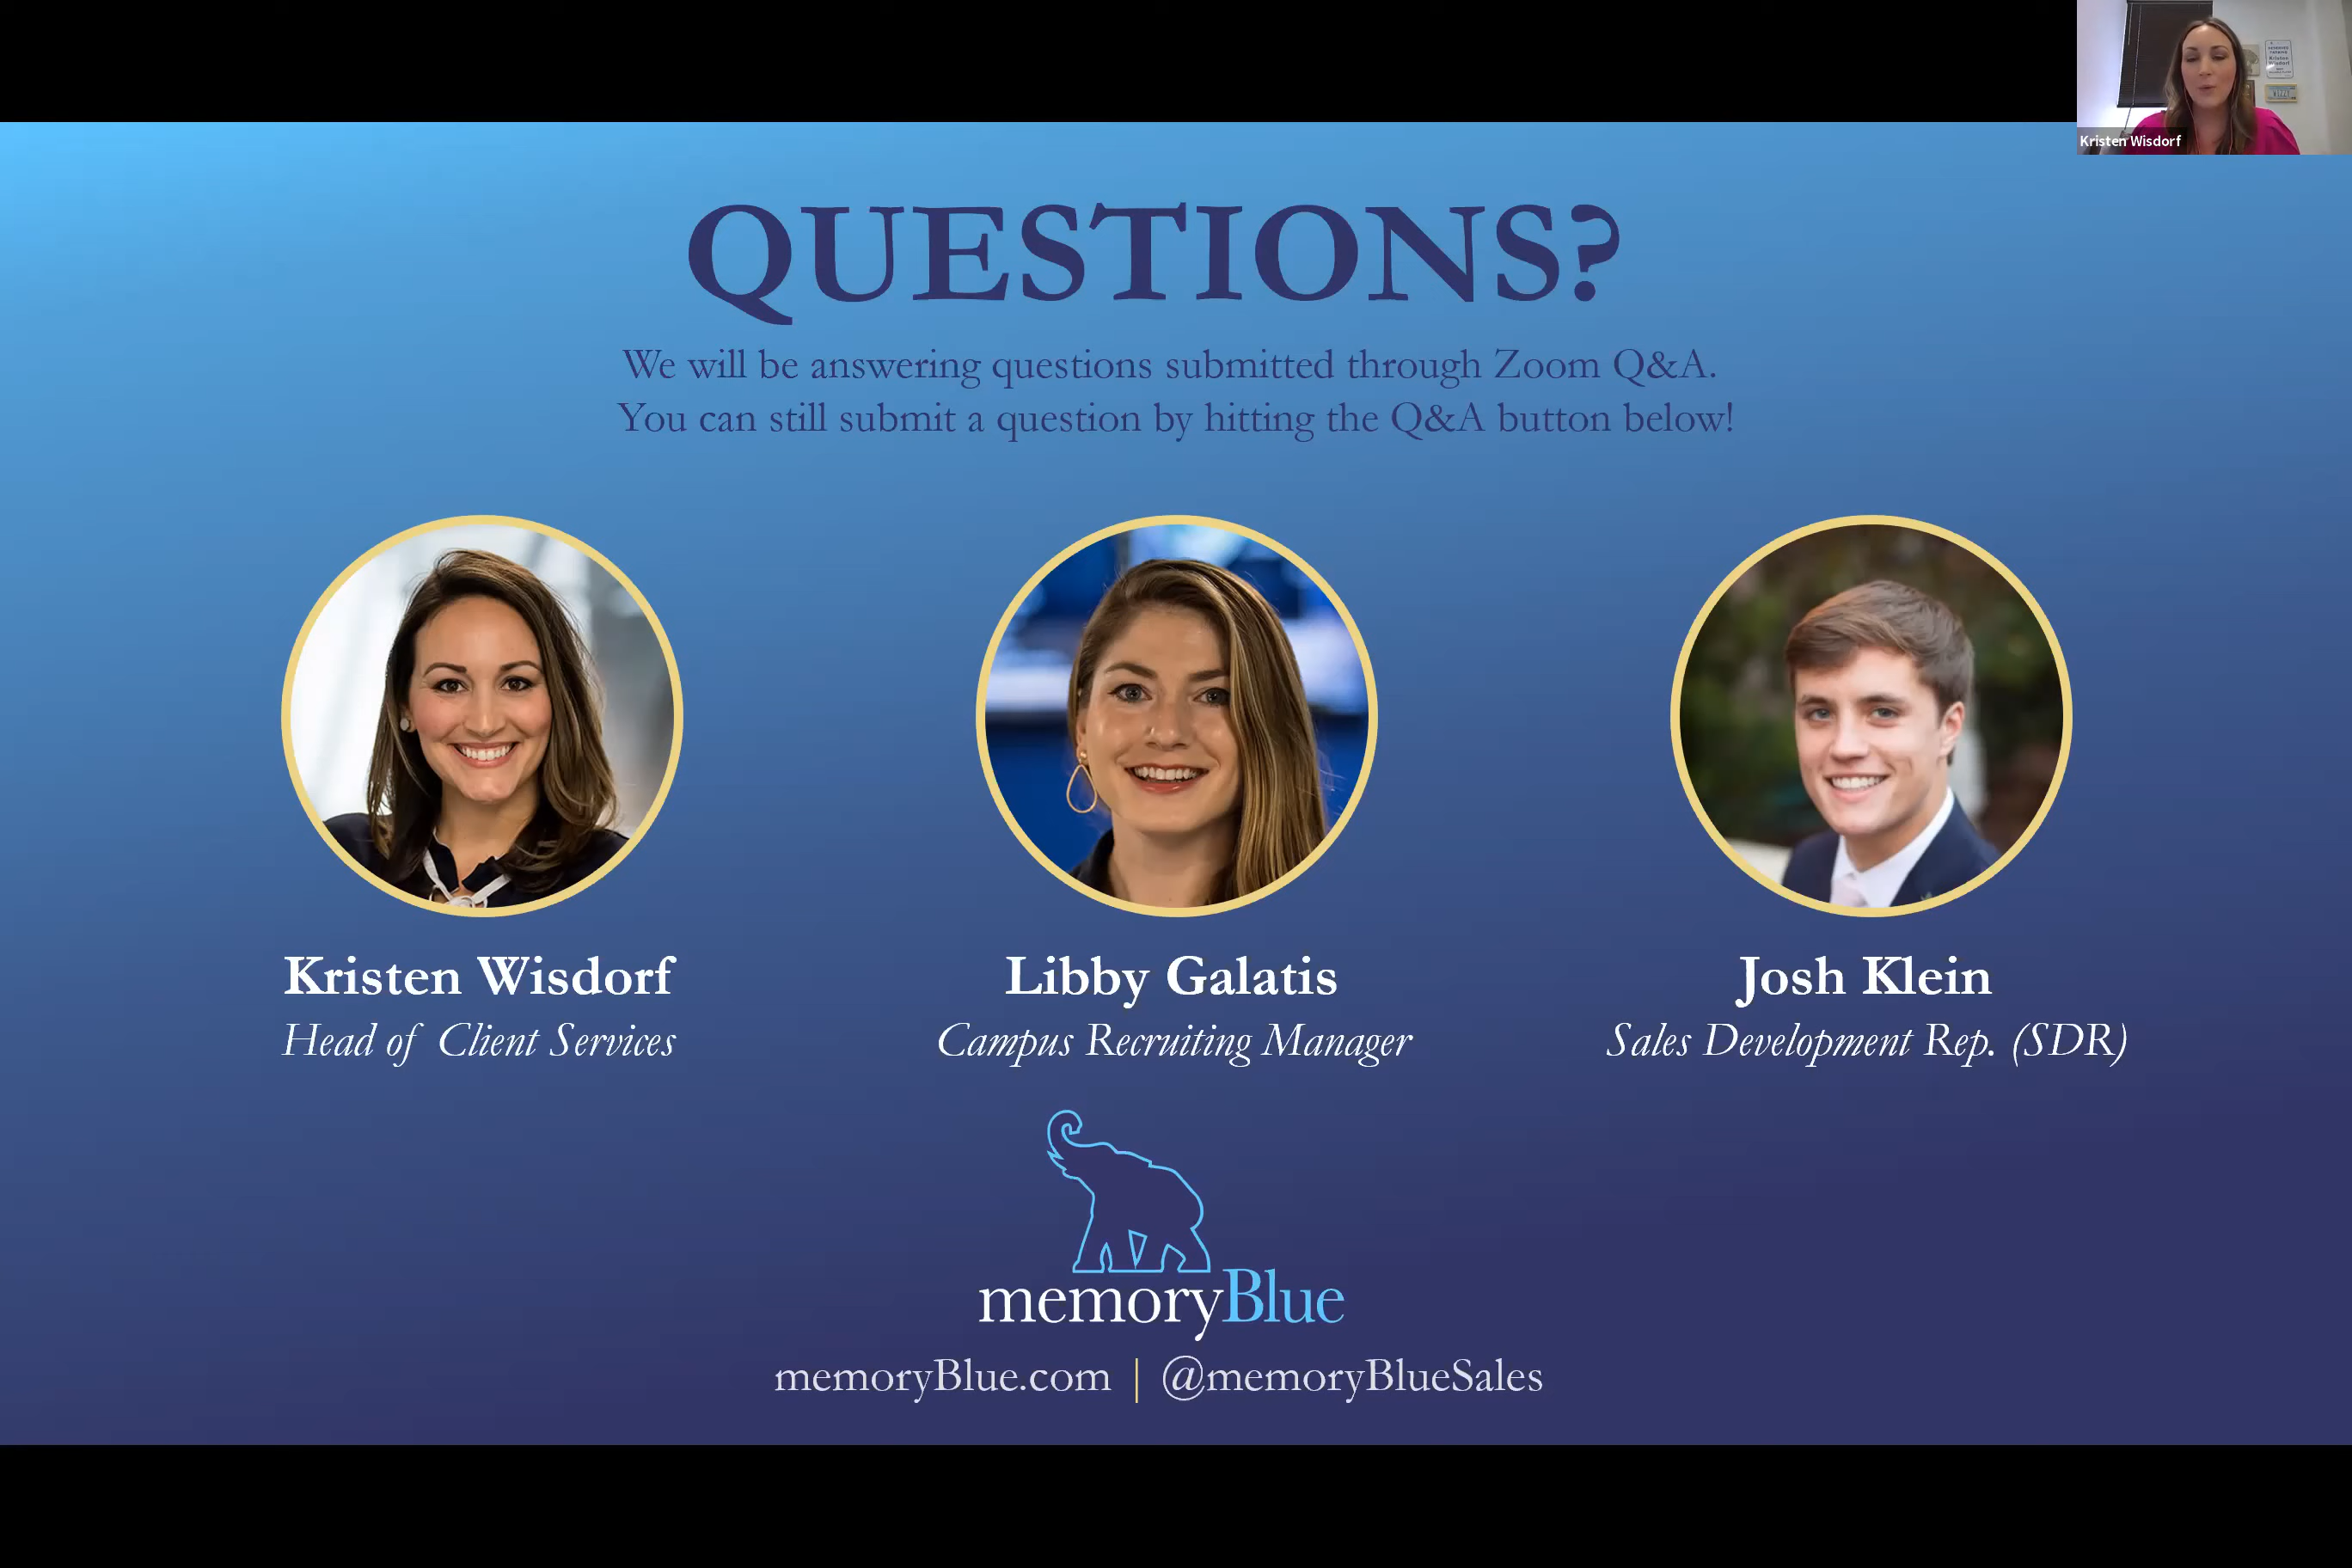 Kristen Wisdorf
QUESTIONS?
We will be answering questions submitted through Zoom Q&A.
You can still submit a question by hitting the Q&A button below!
Kristen Wisdorf
Head of Client Services
Libby Galatis
Campus Recruiting Manager
Josh Klein
Sales Development Rep. (SDR)
memoryBlue
memoryBlue.com | @memoryBlueSales